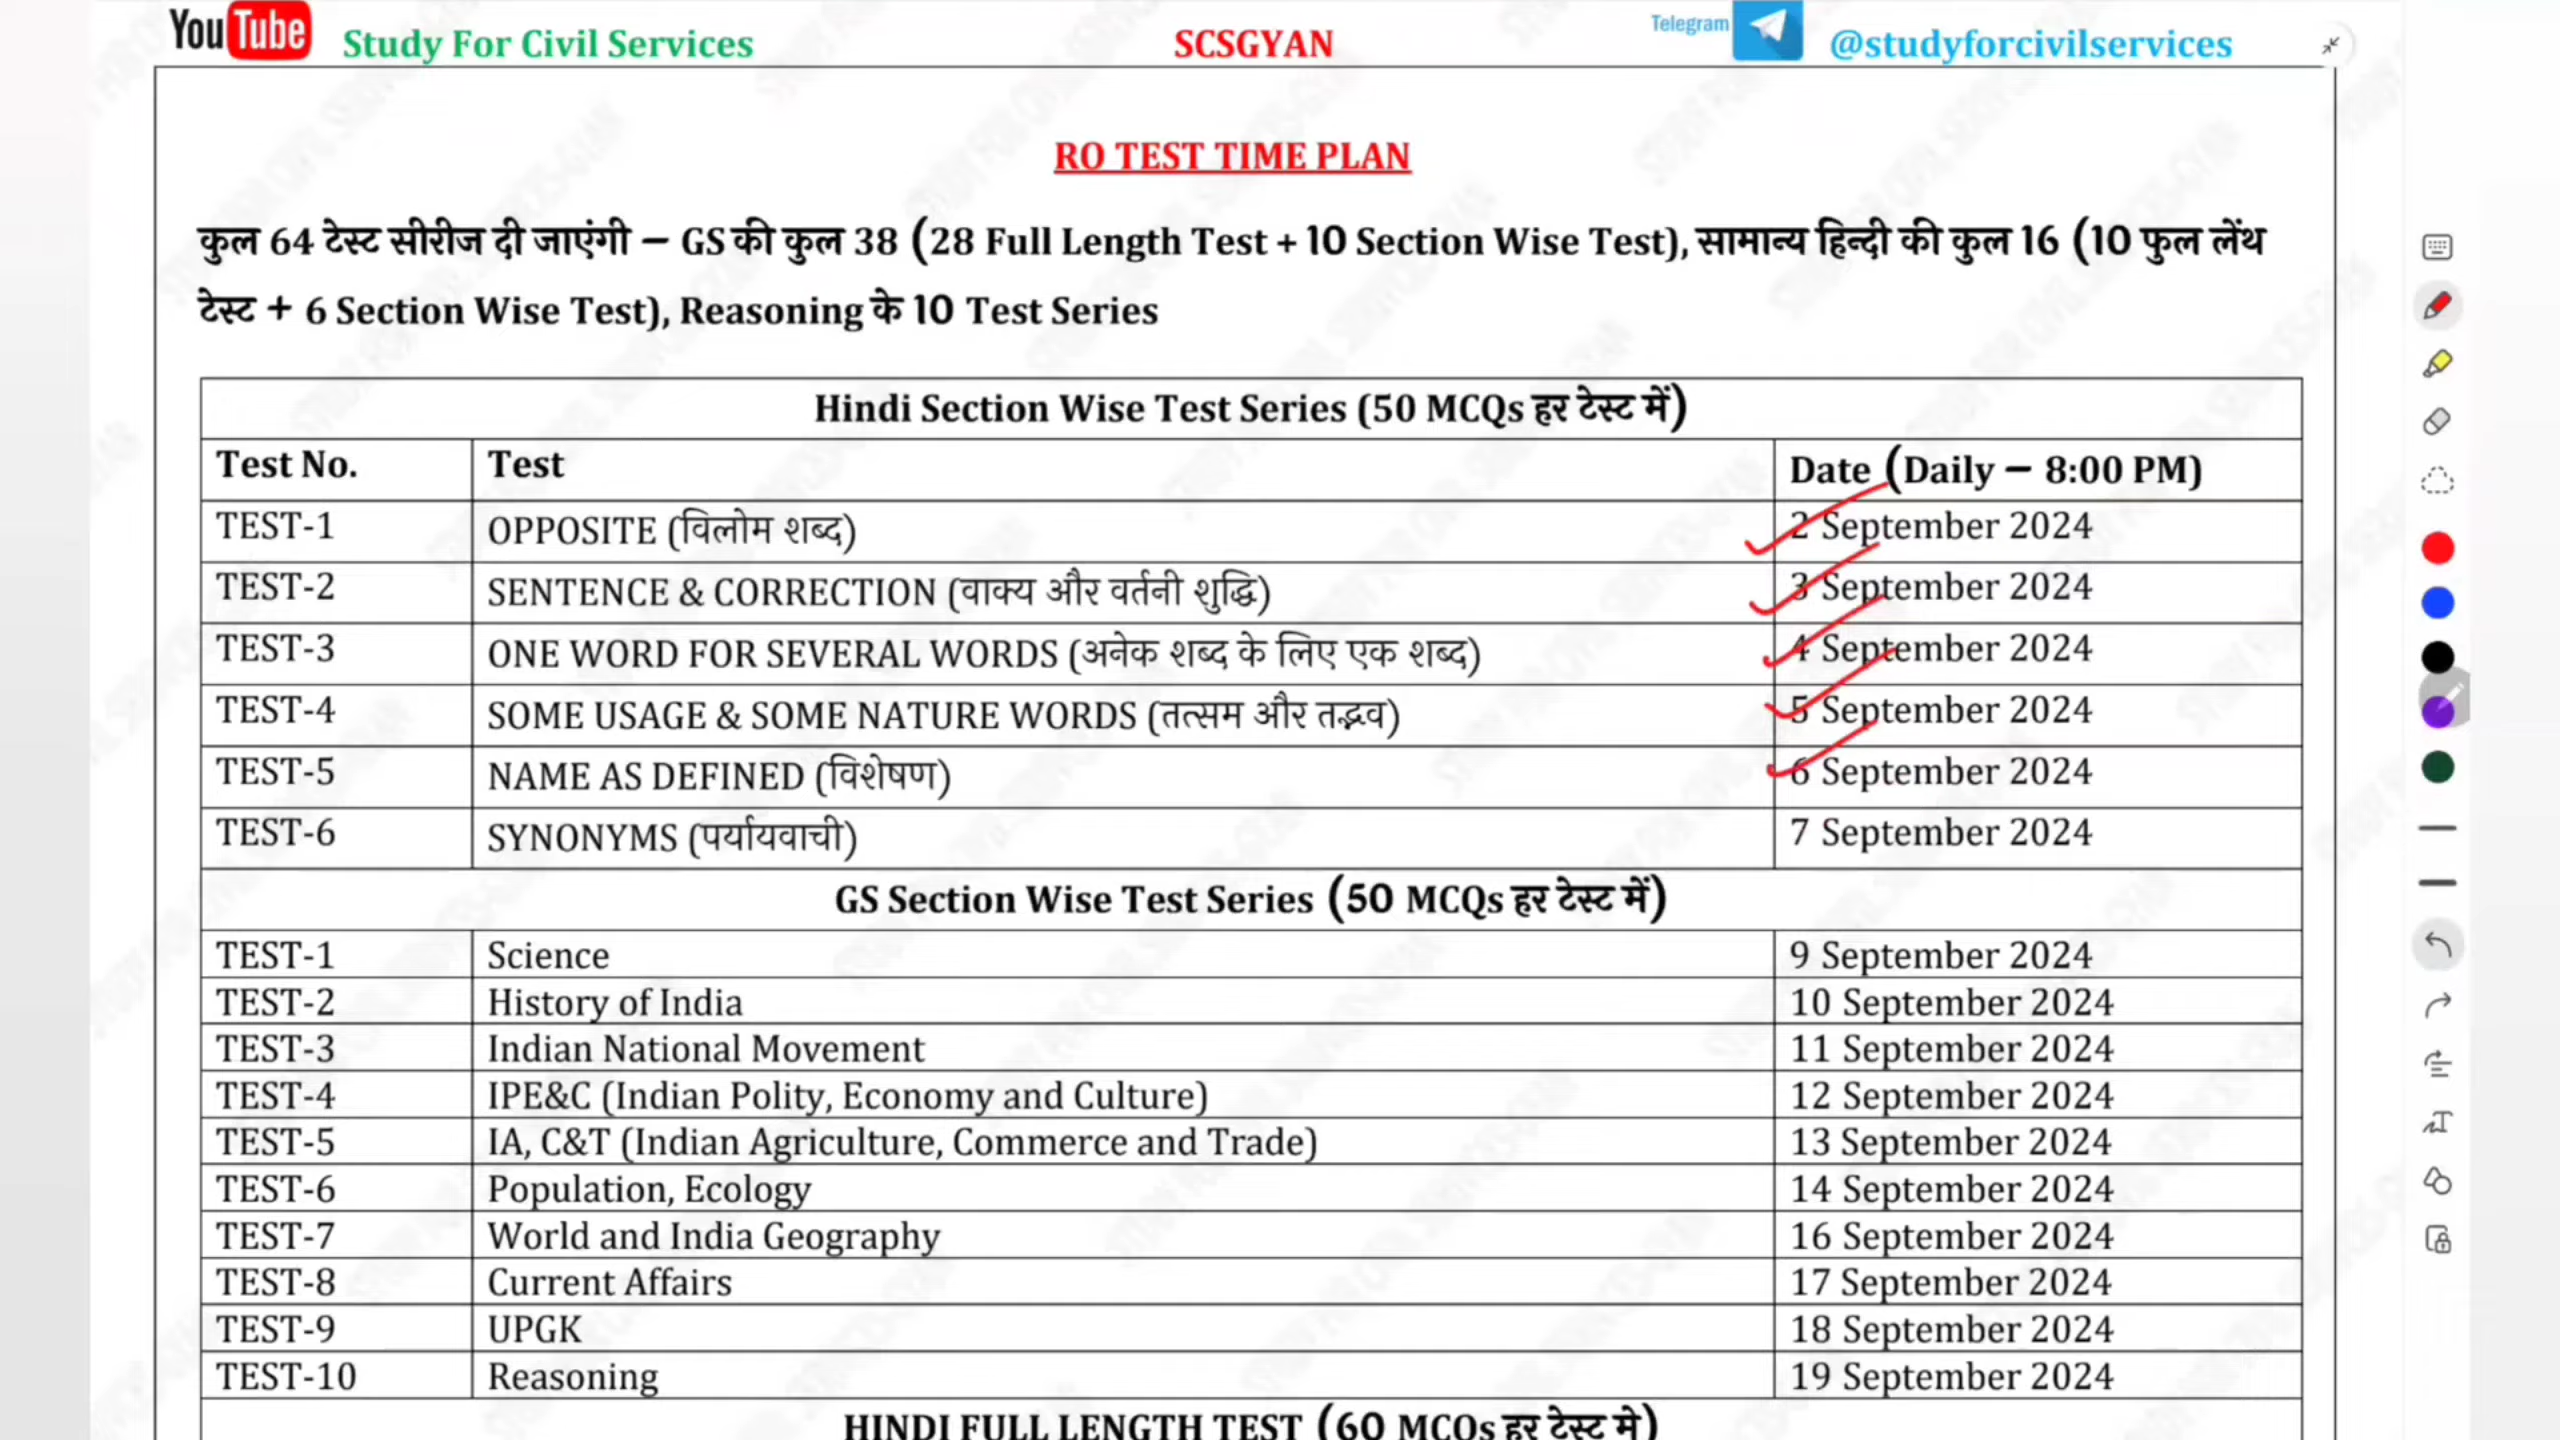 YouTube Study For Civil Services SCSGYAN Telegram @studyforcivilservices
RO TEST TIME PLAN
कुल 64 टेस्ट सीरीज दी जाएंगी – GS की कुल 38 (28 Full Length Test + 10 Section Wise Test), सामान्य हिन्दी की कुल 16 (10 फुल लेंथ
टेस्ट + 6 Section Wise Test), Reasoning के 10 Test Series
Hindi Section Wise Test Series (50 MCQs हर टेस्ट में)
Test No. Test Date (Daily – 8:00 PM)
TEST-1 OPPOSITE (विलोम शब्द) 2 September 2024
TEST-2 SENTENCE & CORRECTION (वाक्य और वर्तनी शुद्धि) 3 September 2024
TEST-3 ONE WORD FOR SEVERAL WORDS (अनेक शब्द के लिए एक शब्द) 4 September 2024
TEST-4 SOME USAGE & SOME NATURE WORDS (तत्सम और तद्भव) 5 September 2024
TEST-5 NAME AS DEFINED (विशेषण) 6 September 2024
TEST-6 SYNONYMS (पर्यायवाची) 7 September 2024
GS Section Wise Test Series (50 MCQs हर टेस्ट में)
TEST-1 Science 9 September 2024
TEST-2 History of India 10 September 2024
TEST-3 Indian National Movement 11 September 2024
TEST-4 IPE&C (Indian Polity, Economy and Culture) 12 September 2024
TEST-5 IA, C&T (Indian Agriculture, Commerce and Trade) 13 September 2024
TEST-6 Population, Ecology 14 September 2024
TEST-7 World and India Geography 16 September 2024
TEST-8 Current Affairs 17 September 2024
TEST-9 UPGK 18 September 2024
TEST-10 Reasoning 19 September 2024
HINDI FULL LENGTH TEST (60 MCQs हर टेस्ट मे)